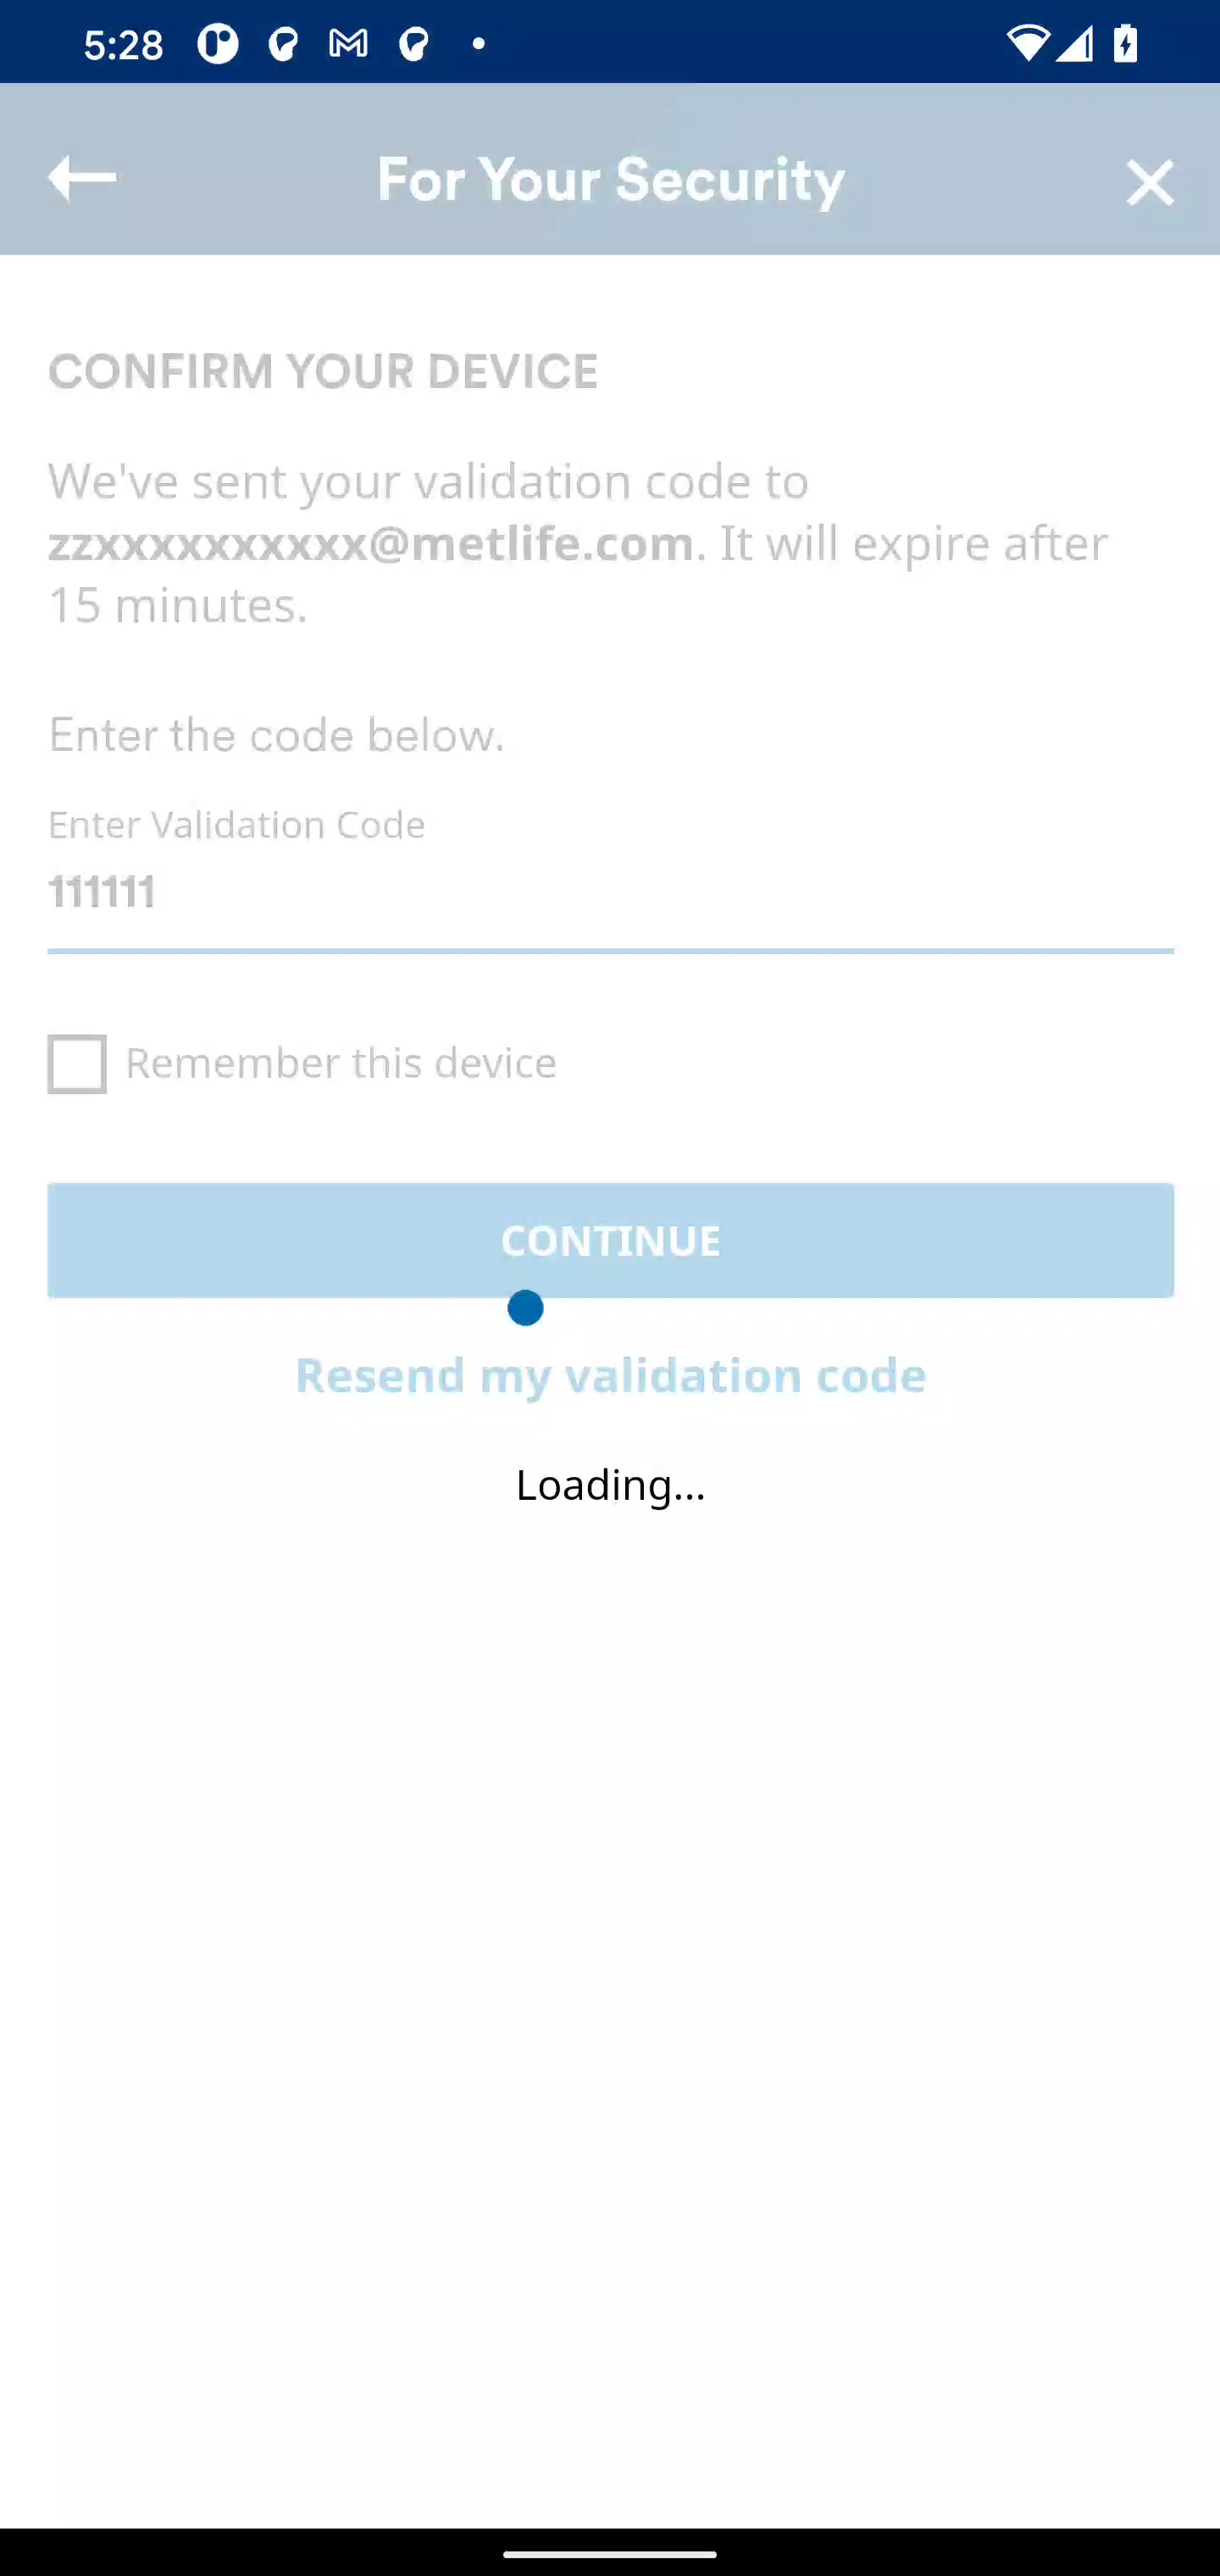 5:28
For Your Security
CONFIRM YOUR DEVICE
We've sent your validation code to
zzxxxxxxxxxx@metlife.com. It will expire after
15 minutes.
Enter the code below.
Enter Validation Code
111111
Remember this device
CONTINUE
Resend my validation code
Loading...